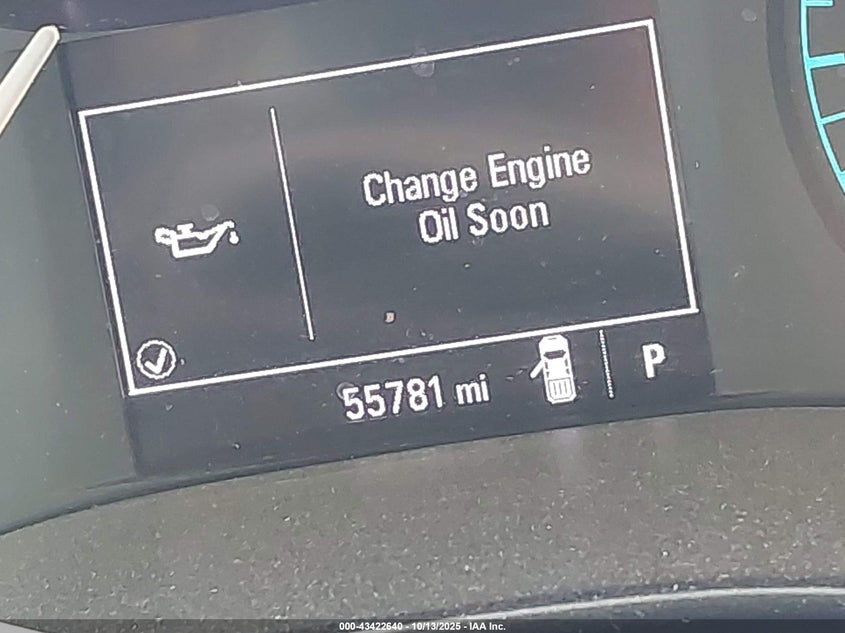 Change Engine
Oil Soon
55781 mi
P
000-43422640 - 10/13/2025 - IAA Inc.